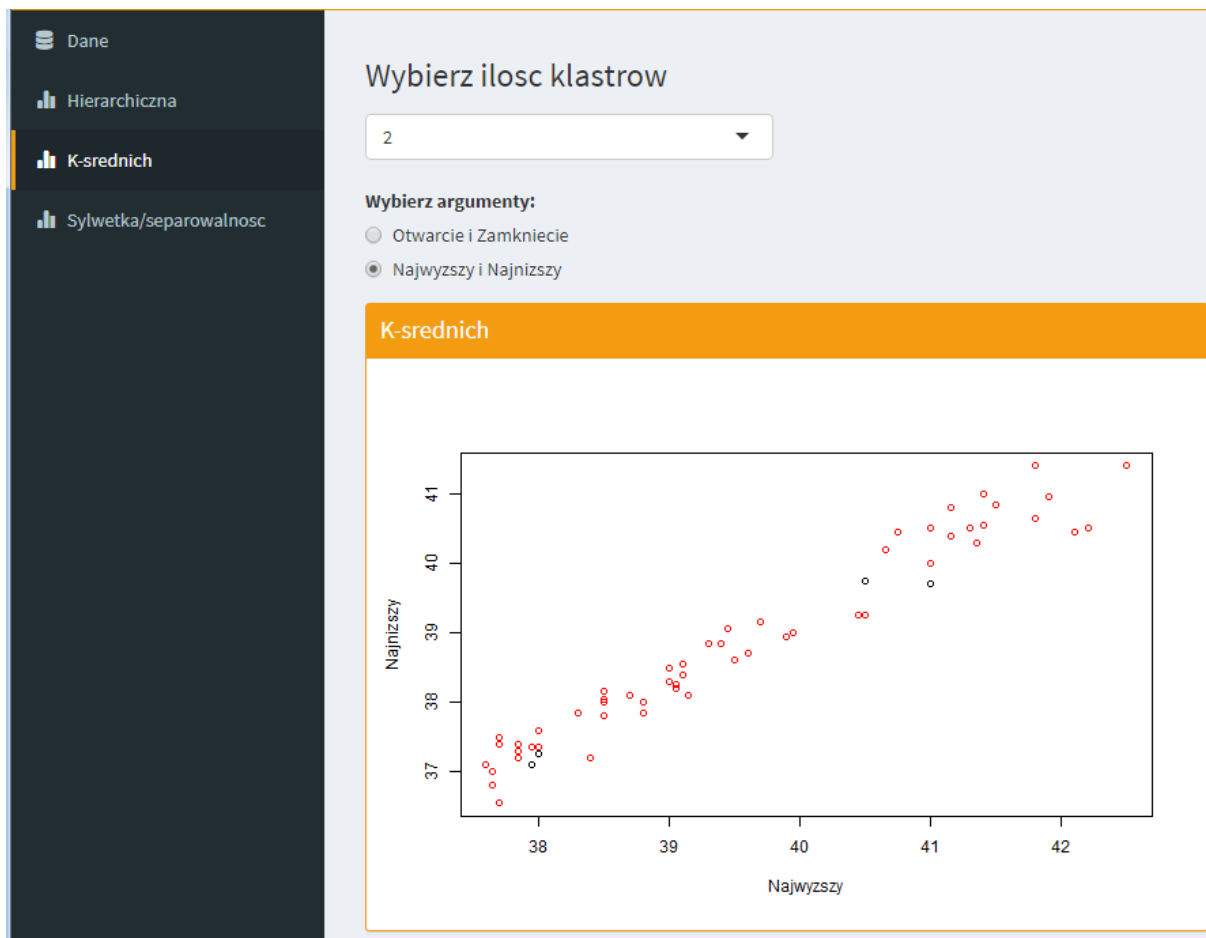 Dane
Hierarchiczna
K-srednich
Sylwetka/separowalnosc
Wybierz ilosc klastrow
2
Wybierz argumenty:
Otwarcie i Zamkniecie
Najwyzszy i Najnizszy
K-srednich
41
40
39
38
37
Najnizszy
38 39 40 41 42
Najwyzszy